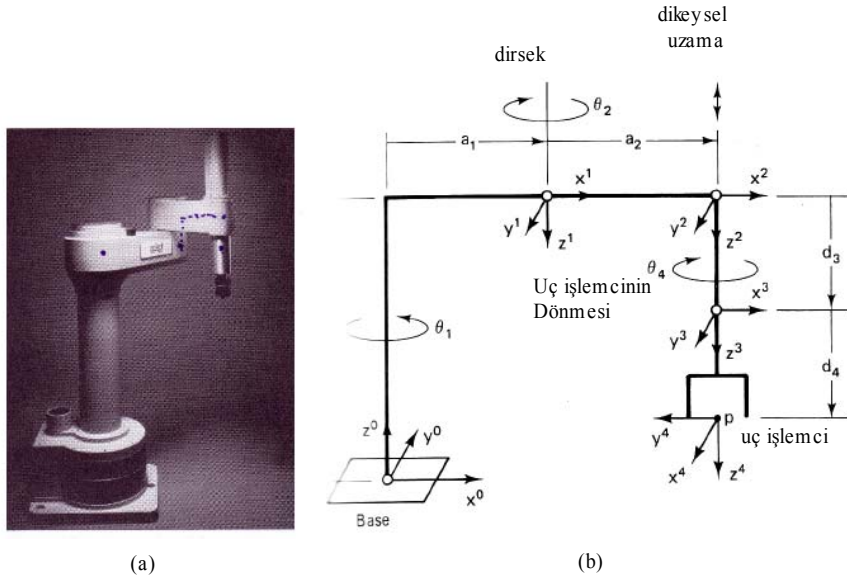 dikeysel
uzama
dirsek
θ₂
a₁
a₂
x¹
x²
y¹
z¹
y²
z²
d₃
θ₄
Uç işlemcinin
Dönmesi
x³
θ₁
y³
z³
d₄
z⁰
y⁰
p
y⁴
uç işlemci
x⁴
z⁴
x⁰
Base
(a)
(b)